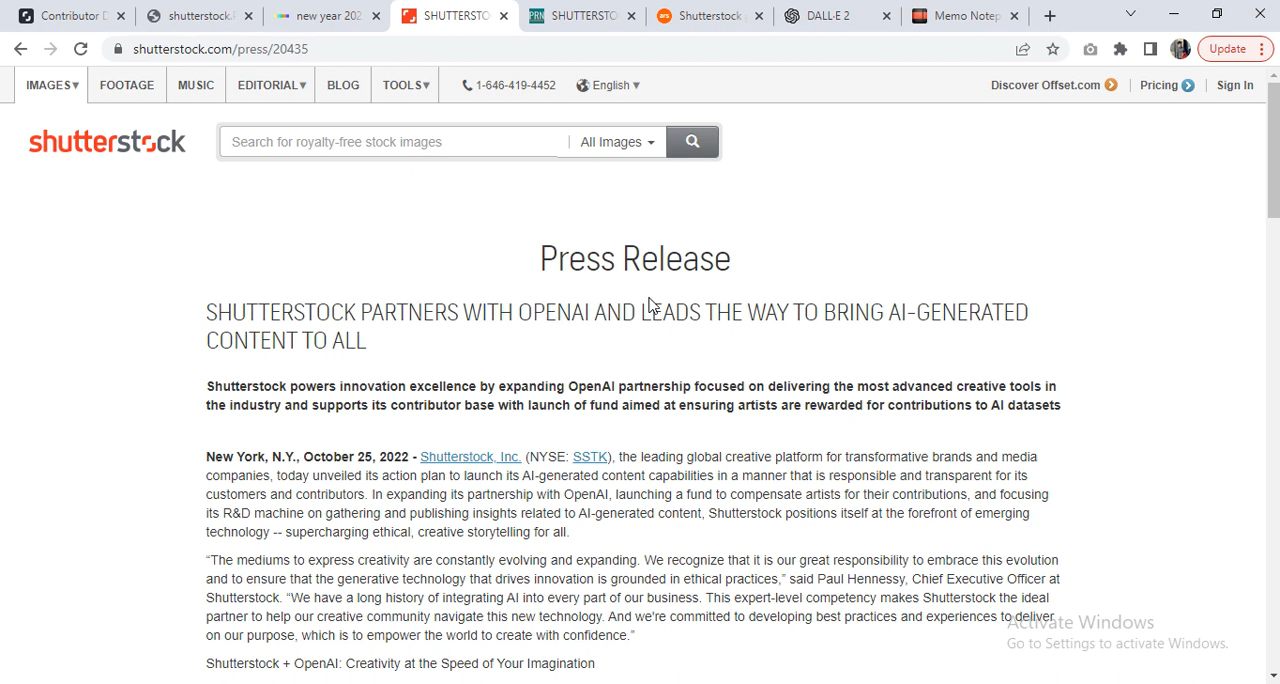 Contributor D
shutterstock.
new year 202
SHUTTERSTO
PRN
SHUTTERSTO
ars
Shutterstock
DALL·E 2
Memo Notep
shutterstock.com/press/20435
Update
IMAGES▾
FOOTAGE
MUSIC
EDITORIAL▾
BLOG
TOOLS▾
1-646-419-4452
English ▾
Discover Offset.com
Pricing
Sign In
shutterstock
Search for royalty-free stock images
All Images
Press Release
SHUTTERSTOCK PARTNERS WITH OPENAI AND LEADS THE WAY TO BRING AI-GENERATED
CONTENT TO ALL
Shutterstock powers innovation excellence by expanding OpenAI partnership focused on delivering the most advanced creative tools in
the industry and supports its contributor base with launch of fund aimed at ensuring artists are rewarded for contributions to AI datasets
New York, N.Y., October 25, 2022 - Shutterstock, Inc. (NYSE: SSTK), the leading global creative platform for transformative brands and media
companies, today unveiled its action plan to launch its AI-generated content capabilities in a manner that is responsible and transparent for its
customers and contributors. In expanding its partnership with OpenAI, launching a fund to compensate artists for their contributions, and focusing
its R&D machine on gathering and publishing insights related to AI-generated content, Shutterstock positions itself at the forefront of emerging
technology -- supercharging ethical, creative storytelling for all.
“The mediums to express creativity are constantly evolving and expanding. We recognize that it is our great responsibility to embrace this evolution
and to ensure that the generative technology that drives innovation is grounded in ethical practices,” said Paul Hennessy, Chief Executive Officer at
Shutterstock. “We have a long history of integrating AI into every part of our business. This expert-level competency makes Shutterstock the ideal
partner to help our creative community navigate this new technology. And we're committed to developing best practices and experiences to deliver
on our purpose, which is to empower the world to create with confidence.”
Activate Windows
Go to Settings to activate Windows.
Shutterstock + OpenAI: Creativity at the Speed of Your Imagination